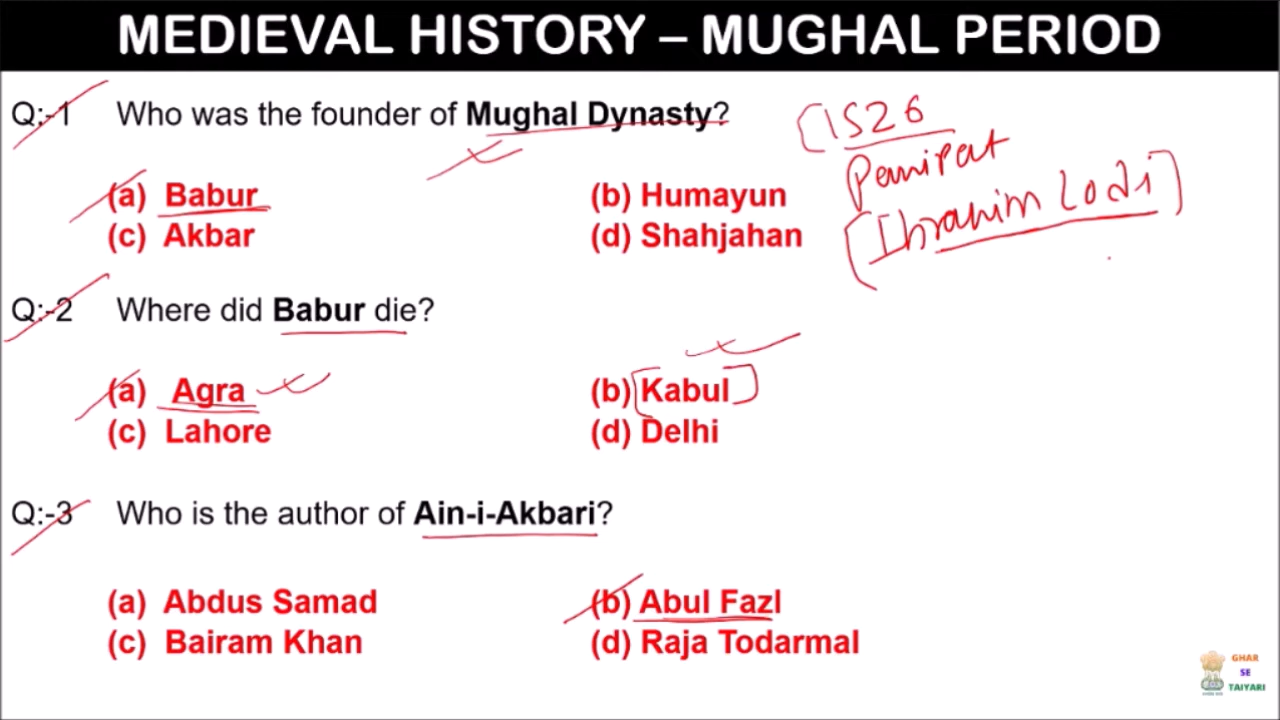 MEDIEVAL HISTORY – MUGHAL PERIOD
Q:-1 Who was the founder of Mughal Dynasty?
(a) Babur (b) Humayun
(c) Akbar (d) Shahjahan
[1526
Panipat
[Ibrahim Lodi]
Q:-2 Where did Babur die?
(a) Agra (b) [Kabul]
(c) Lahore (d) Delhi
Q:-3 Who is the author of Ain-i-Akbari?
(a) Abdus Samad (b) Abul Fazl
(c) Bairam Khan (d) Raja Todarmal
GHAR
SE
TAIYARI